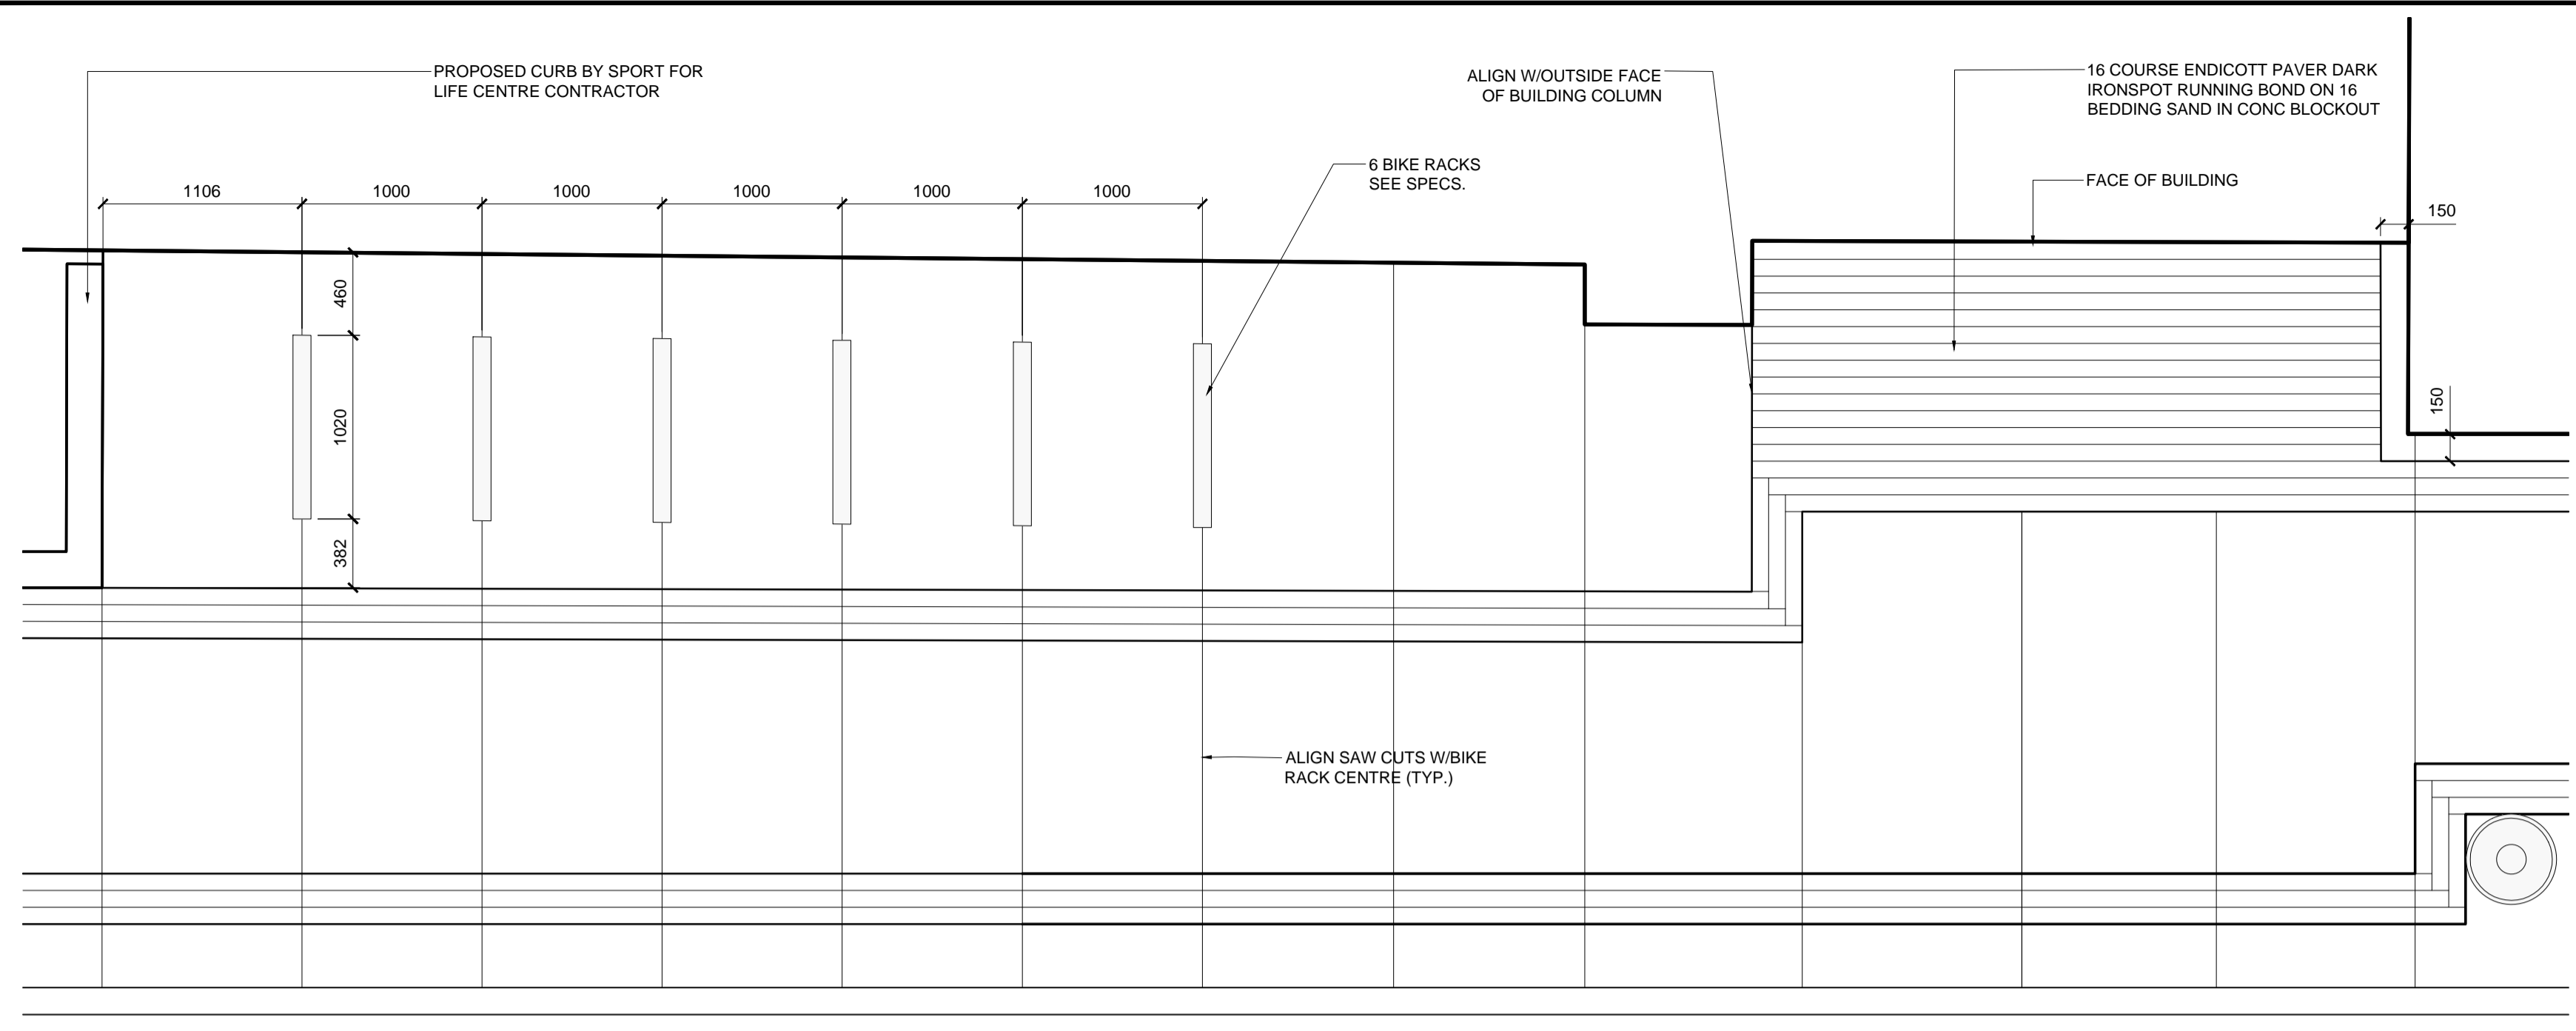 PROPOSED CURB BY SPORT FOR
LIFE CENTRE CONTRACTOR
ALIGN W/OUTSIDE FACE
OF BUILDING COLUMN
16 COURSE ENDICOTT PAVER DARK
IRONSPOT RUNNING BOND ON 16
BEDDING SAND IN CONC BLOCKOUT
6 BIKE RACKS
SEE SPECS.
FACE OF BUILDING
1106
1000
1000
1000
1000
1000
150
460
1020
382
150
ALIGN SAW CUTS W/BIKE
RACK CENTRE (TYP.)